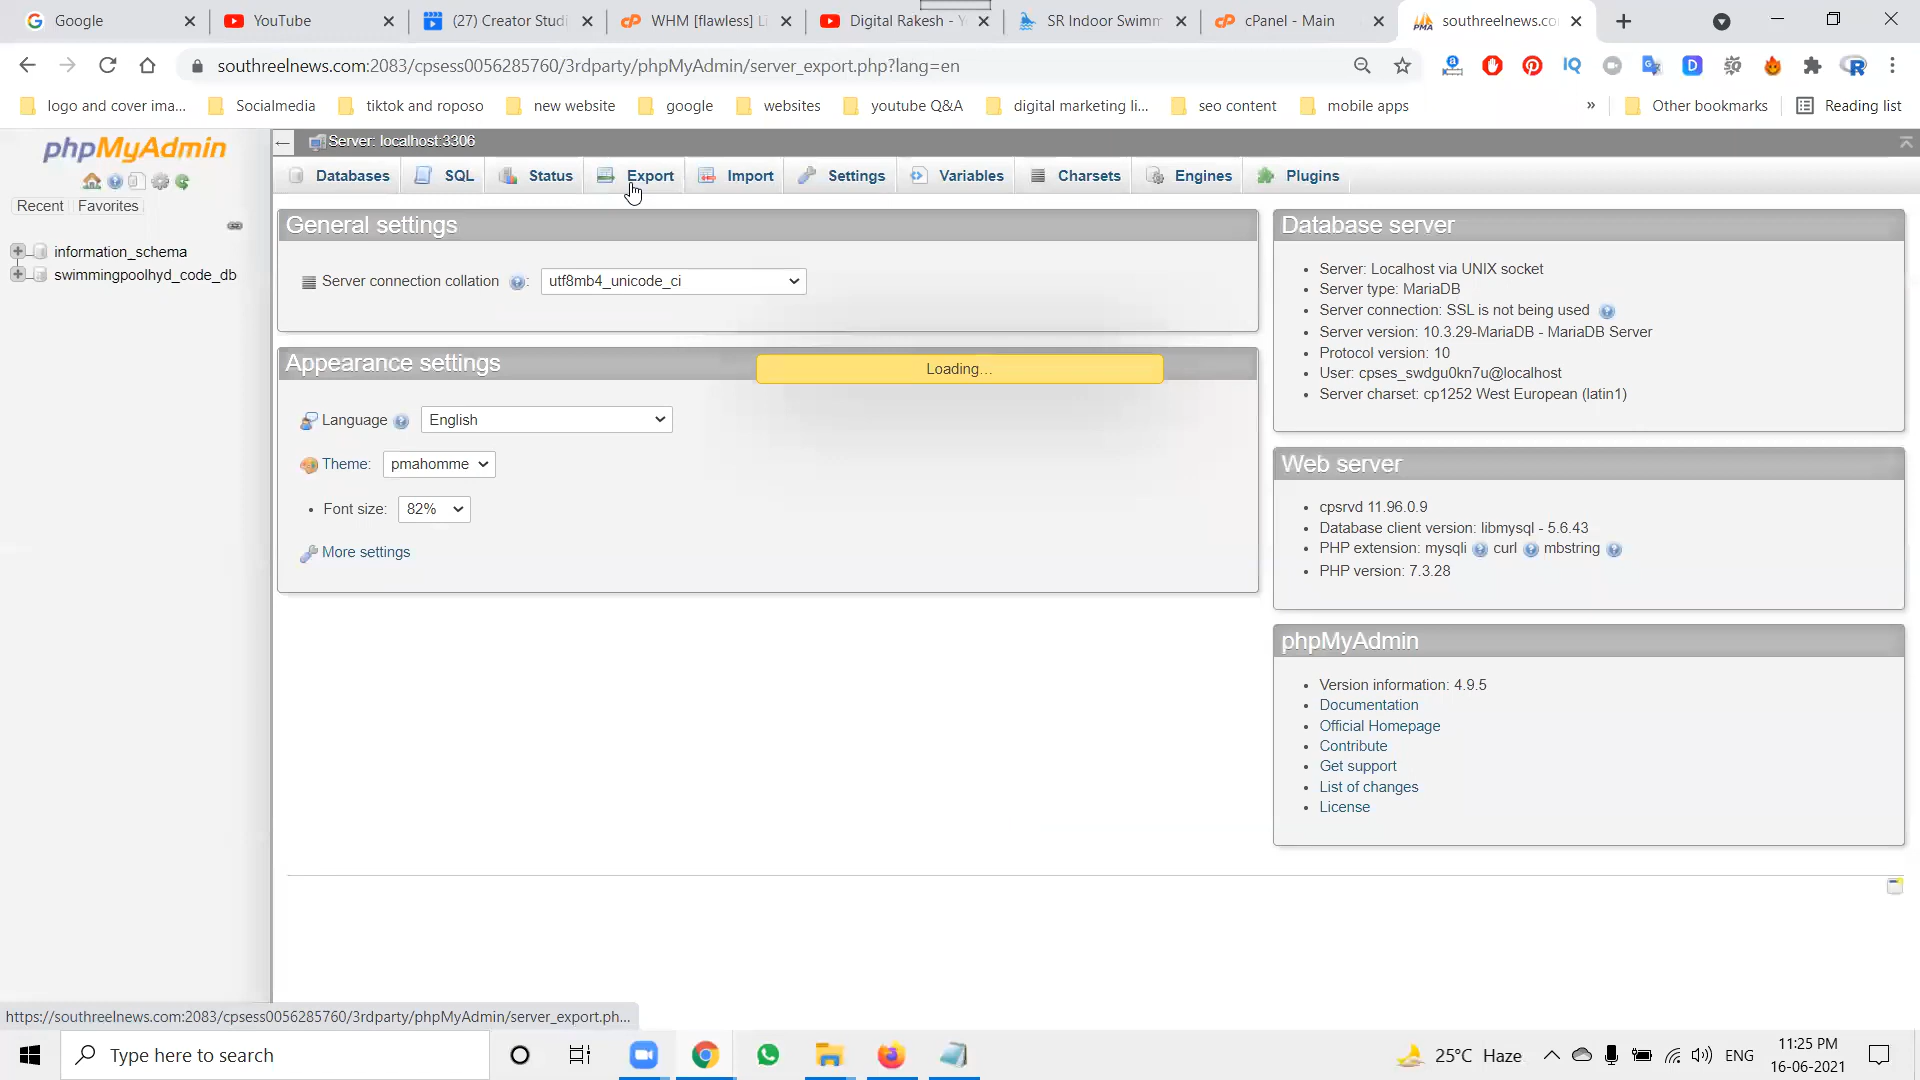 Google
YouTube
(27) Creator Studi
WHM [flawless] Li
Digital Rakesh - Y
SR Indoor Swimm
cPanel - Main
PMA
southreelnews.co
southreelnews.com:2083/cpsess0056285760/3rdparty/phpMyAdmin/server_export.php?lang=en
logo and cover ima...
Socialmedia
tiktok and roposo
new website
google
websites
youtube Q&A
digital marketing li...
seo content
mobile apps
»
Other bookmarks
Reading list
phpMyAdmin
Recent Favorites
information_schema
swimmingpoolhyd_code_db
Server: localhost:3306
Databases
SQL
Status
Export
Import
Settings
Variables
Charsets
Engines
Plugins
General settings
Server connection collation : utf8mb4_unicode_ci
Appearance settings
Loading…
Language English
Theme: pmahomme
• Font size: 82%
More settings
Database server
• Server: Localhost via UNIX socket
• Server type: MariaDB
• Server connection: SSL is not being used
• Server version: 10.3.29-MariaDB - MariaDB Server
• Protocol version: 10
• User: cpses_swdgu0kn7u@localhost
• Server charset: cp1252 West European (latin1)
Web server
• cpsrvd 11.96.0.9
• Database client version: libmysql - 5.6.43
• PHP extension: mysqli curl mbstring
• PHP version: 7.3.28
phpMyAdmin
• Version information: 4.9.5
• Documentation
• Official Homepage
• Contribute
• Get support
• List of changes
• License
https://southreelnews.com:2083/cpsess0056285760/3rdparty/phpMyAdmin/server_export.ph...
Type here to search
25°C Haze
ENG
11:25 PM
16-06-2021